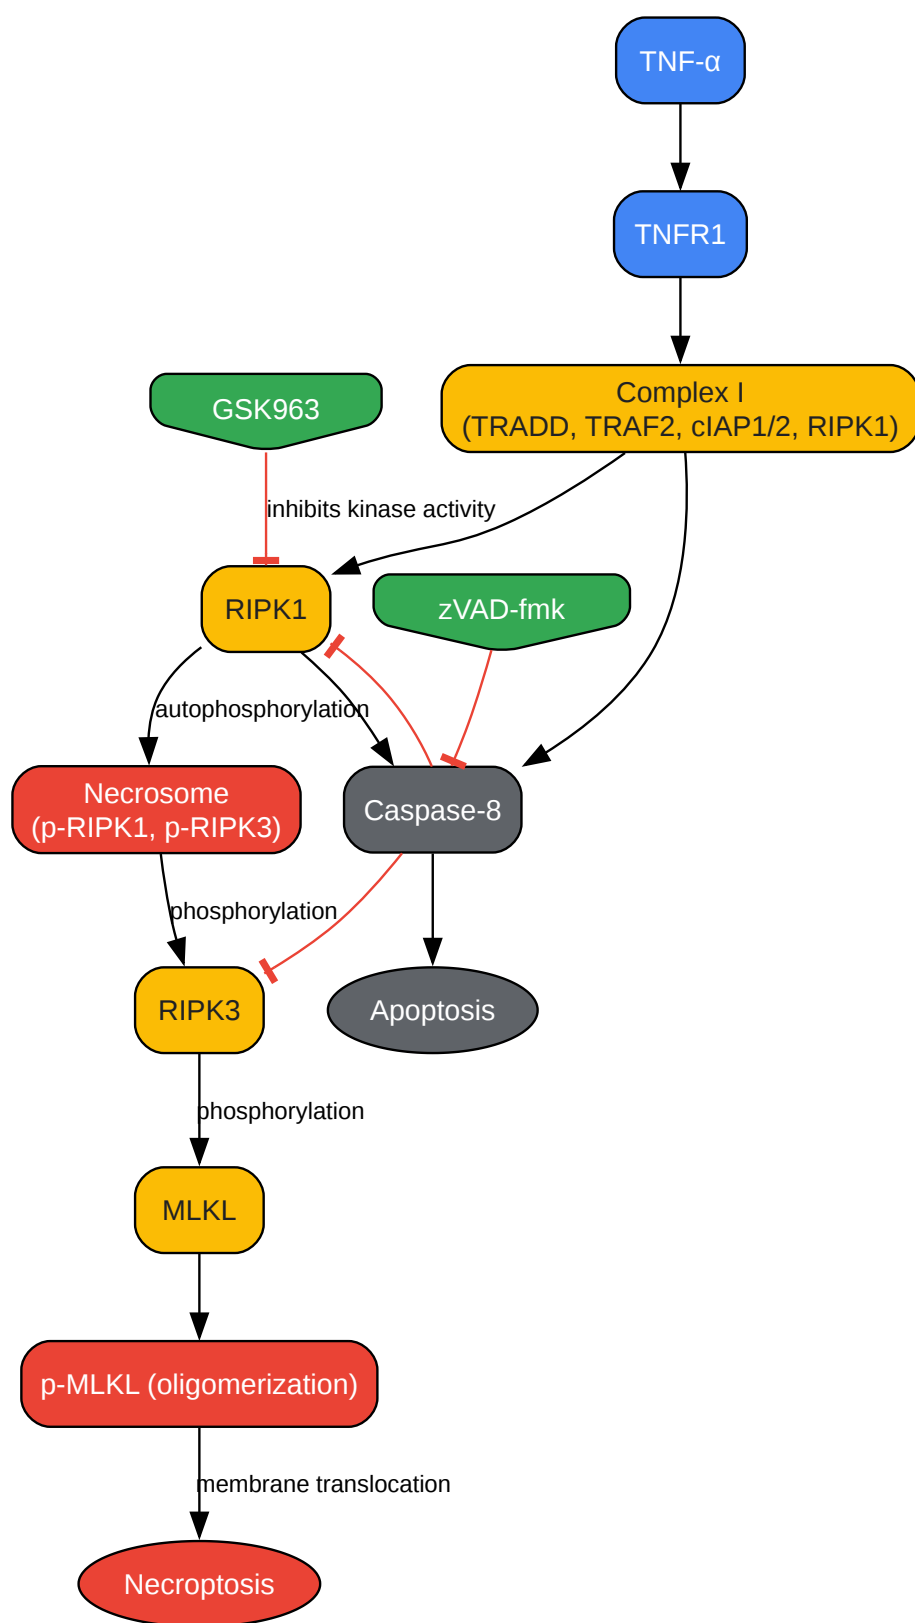 TNF-α
TNFR1
Complex I
(TRADD, TRAF2, cIAP1/2, RIPK1)
GSK963
inhibits kinase activity
RIPK1
zVAD-fmk
autophosphorylation
Necrosome
(p-RIPK1, p-RIPK3)
Caspase-8
phosphorylation
RIPK3
Apoptosis
phosphorylation
MLKL
p-MLKL (oligomerization)
membrane translocation
Necroptosis